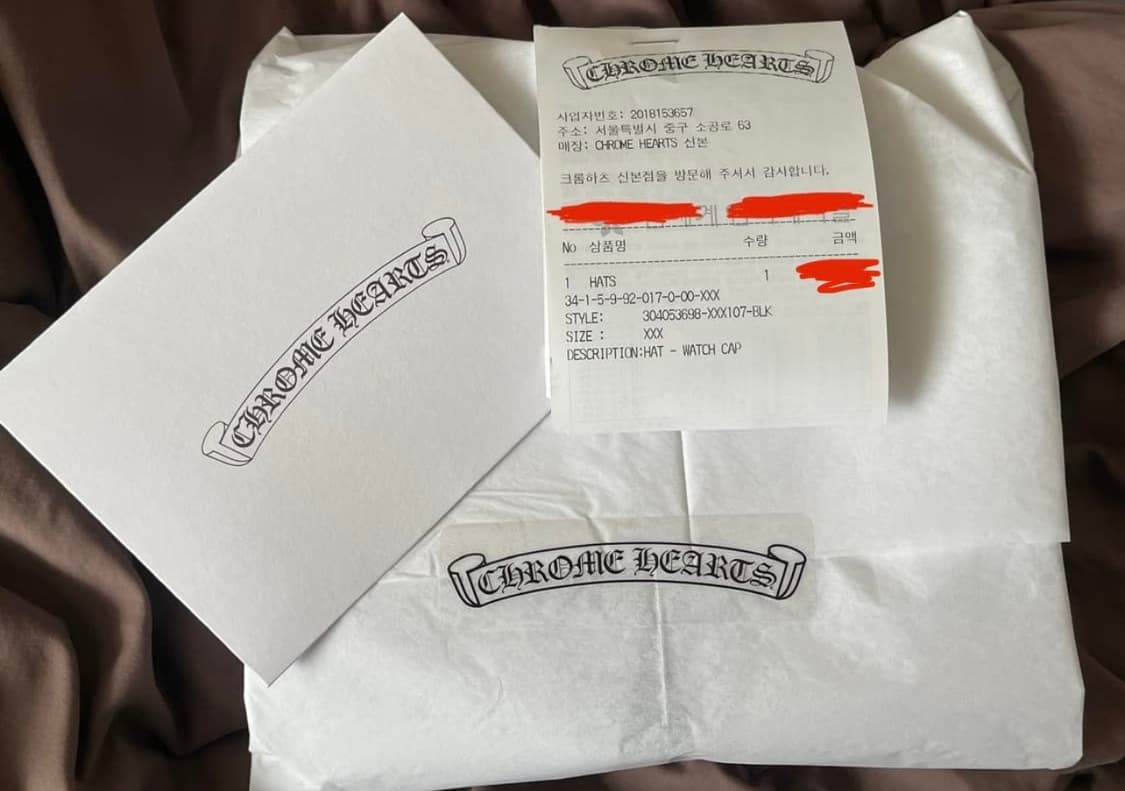 CHROME HEARTS
사업자번호: 2018153657
주소: 서울특별시 중구 소공로 63
매장: CHROME HEARTS 신본
크롬하츠 신본점을 방문해 주셔서 감사합니다.
No 상품명 수량 금액
1 HATS 1
34-1-5-9-92-017-0-00-XXX
STYLE: 304053698-XXX107-BLK
SIZE : XXX
DESCRIPTION:HAT - WATCH CAP
CHROME HEARTS
CHROME HEARTS